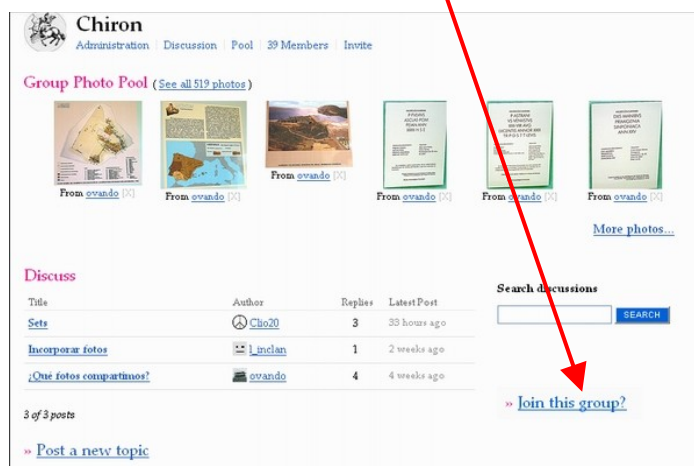 Chiron
Administration Discussion Pool 39 Members Invite
Group Photo Pool (See all 519 photos)
From ovando [X]
From ovando [X]
From ovando [X]
From ovando [X]
From ovando [X]
From ovando [X]
More photos...
Discuss
Search discussions
SEARCH
Title Author Replies Latest Post
Sets Clio20 3 33 hours ago
Incorporar fotos l_inclan 1 2 weeks ago
¿Qué fotos compartimos? ovando 4 4 weeks ago
» Join this group?
3 of 3 posts
» Post a new topic